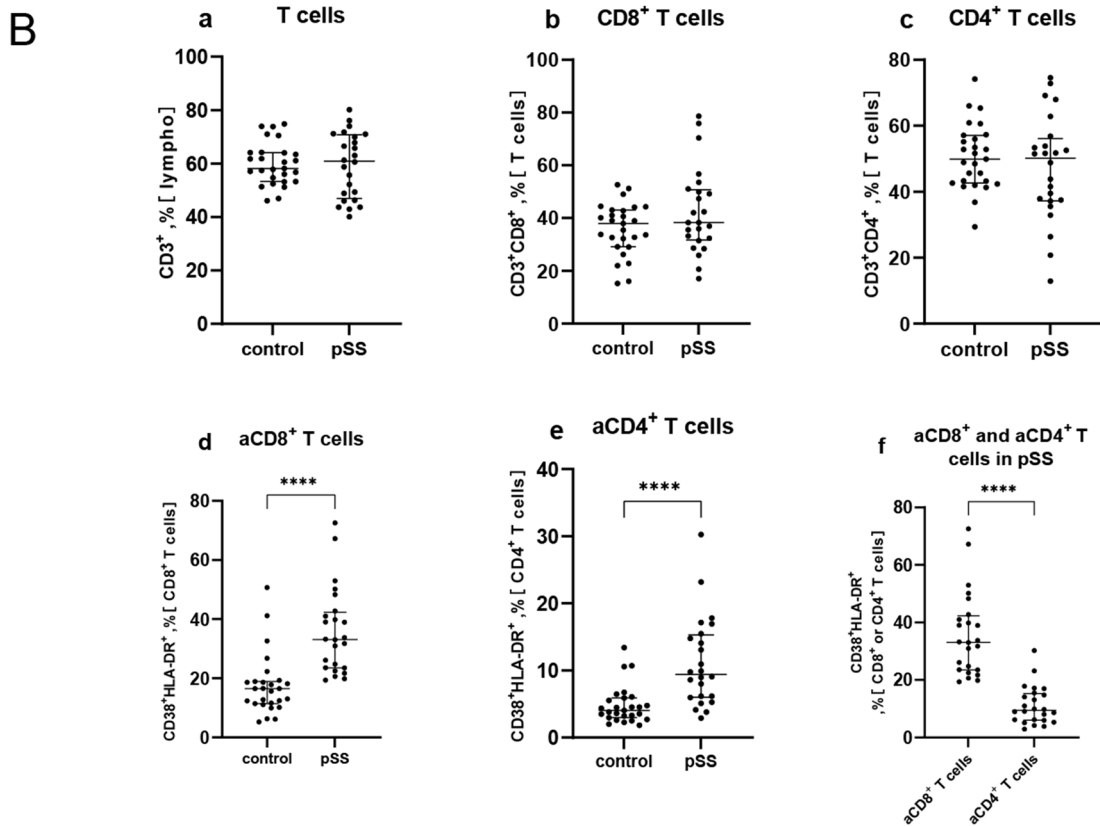 B
a T cells
CD3⁺ ,% [ lympho]
100
80
60
40
20
0
control pSS
b CD8⁺ T cells
CD3⁺CD8⁺, % [ T cells]
100
80
60
40
20
0
control pSS
c CD4⁺ T cells
CD3⁺CD4⁺ ,% [ T cells]
80
60
40
20
0
control pSS
d aCD8⁺ T cells
CD38⁺HLA-DR⁺ ,% [ CD8⁺ T cells]
80
60
40
20
0
****
control pSS
e aCD4⁺ T cells
CD38⁺HLA-DR⁺ ,% [ CD4⁺ T cells]
40
30
20
10
0
****
control pSS
f aCD8⁺ and aCD4⁺ T
cells in pSS
CD38⁺HLA-DR⁺
,% [ CD8⁺ or CD4⁺ T cells]
80
60
40
20
0
****
aCD8⁺ T cells
aCD4⁺ T cells